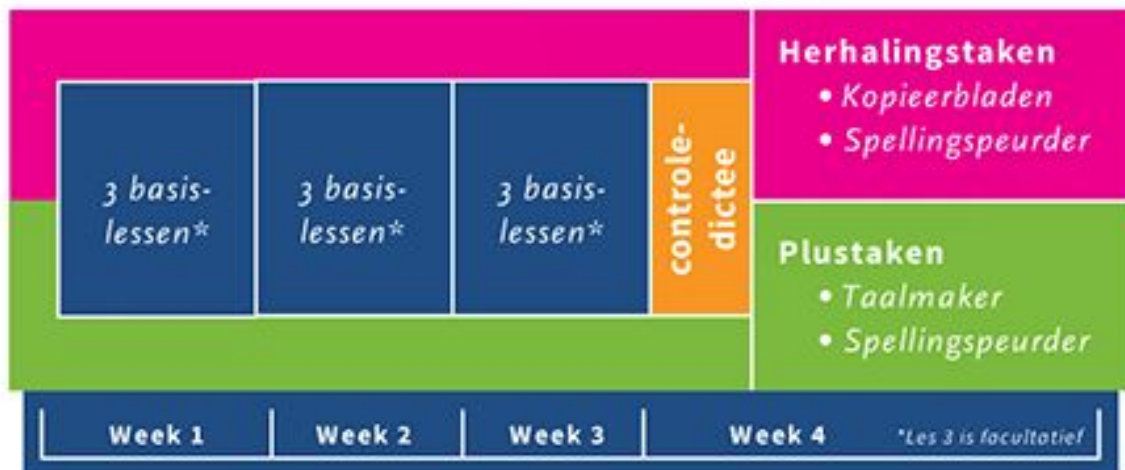 3 basis-
lessen*
3 basis-
lessen*
3 basis-
lessen*
controle-
dictee
Herhalingstaken
• Kopieerbladen
• Spellingspeurder
Plustaken
• Taalmaker
• Spellingspeurder
Week 1
Week 2
Week 3
Week 4
*Les 3 is facultatief